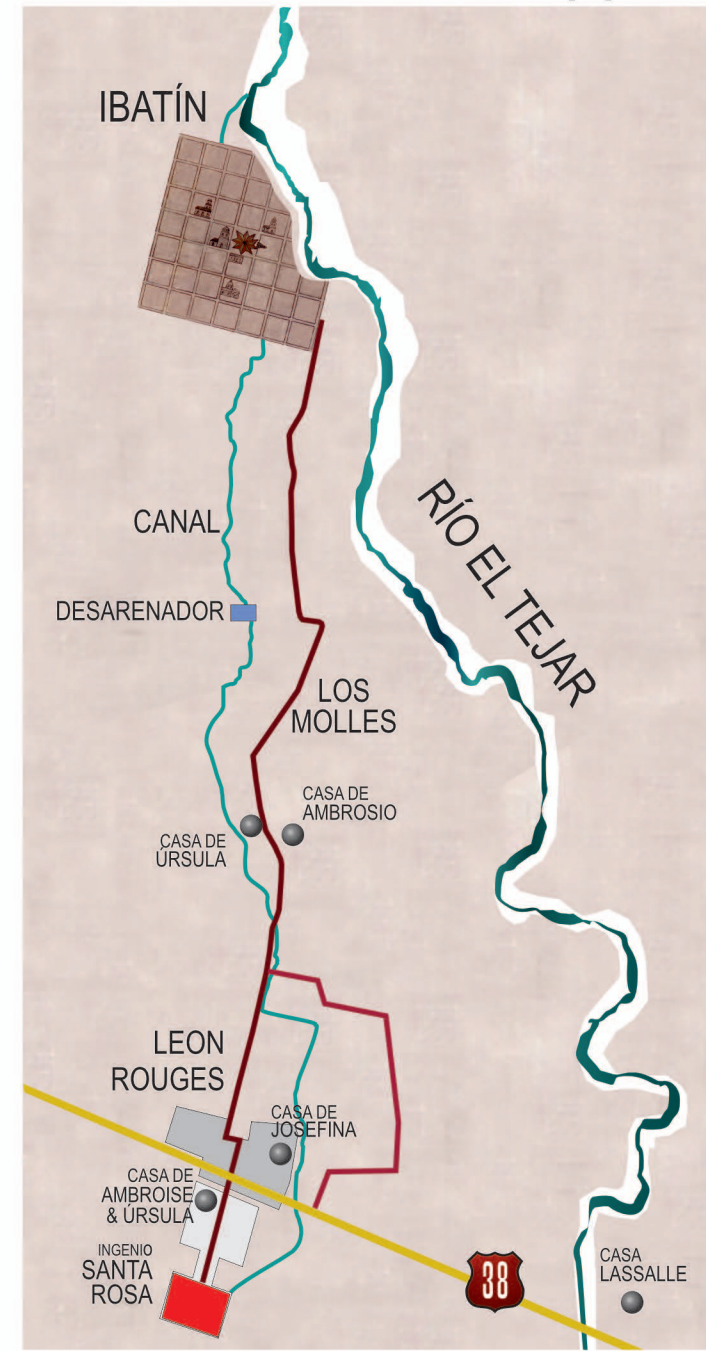 IBATÍN
CANAL
RÍO EL TEJAR
DESARENADOR
LOS
MOLLES
CASA DE
AMBROSIO
CASA DE
ÚRSULA
LEON
ROUGES
CASA DE
JOSEFINA
CASA DE
AMBROISE
& ÚRSULA
INGENIO
SANTA
ROSA
38
CASA
LASSALLE